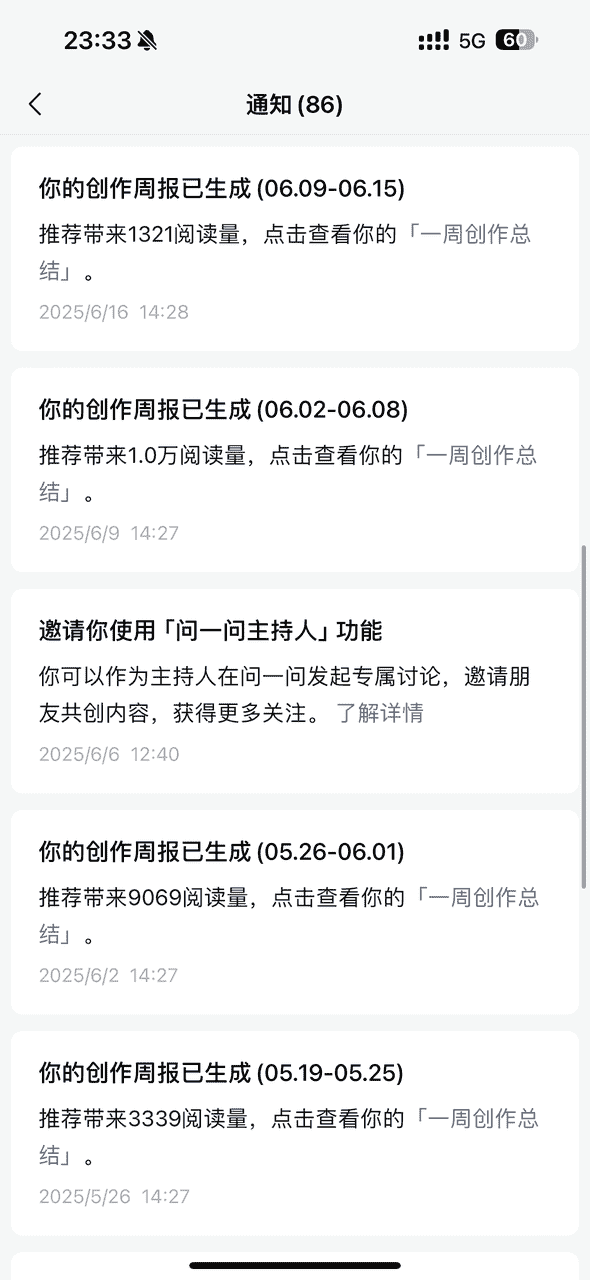 23:33
5G
60
通知 (86)
你的创作周报已生成 (06.09-06.15)
推荐带来1321阅读量，点击查看你的「一周创作总
结」。
2025/6/16 14:28
你的创作周报已生成 (06.02-06.08)
推荐带来1.0万阅读量，点击查看你的「一周创作总
结」。
2025/6/9 14:27
邀请你使用「问一问主持人」功能
你可以作为主持人在问一问发起专属讨论，邀请朋
友共创内容，获得更多关注。 了解详情
2025/6/6 12:40
你的创作周报已生成 (05.26-06.01)
推荐带来9069阅读量，点击查看你的「一周创作总
结」。
2025/6/2 14:27
你的创作周报已生成 (05.19-05.25)
推荐带来3339阅读量，点击查看你的「一周创作总
结」。
2025/5/26 14:27